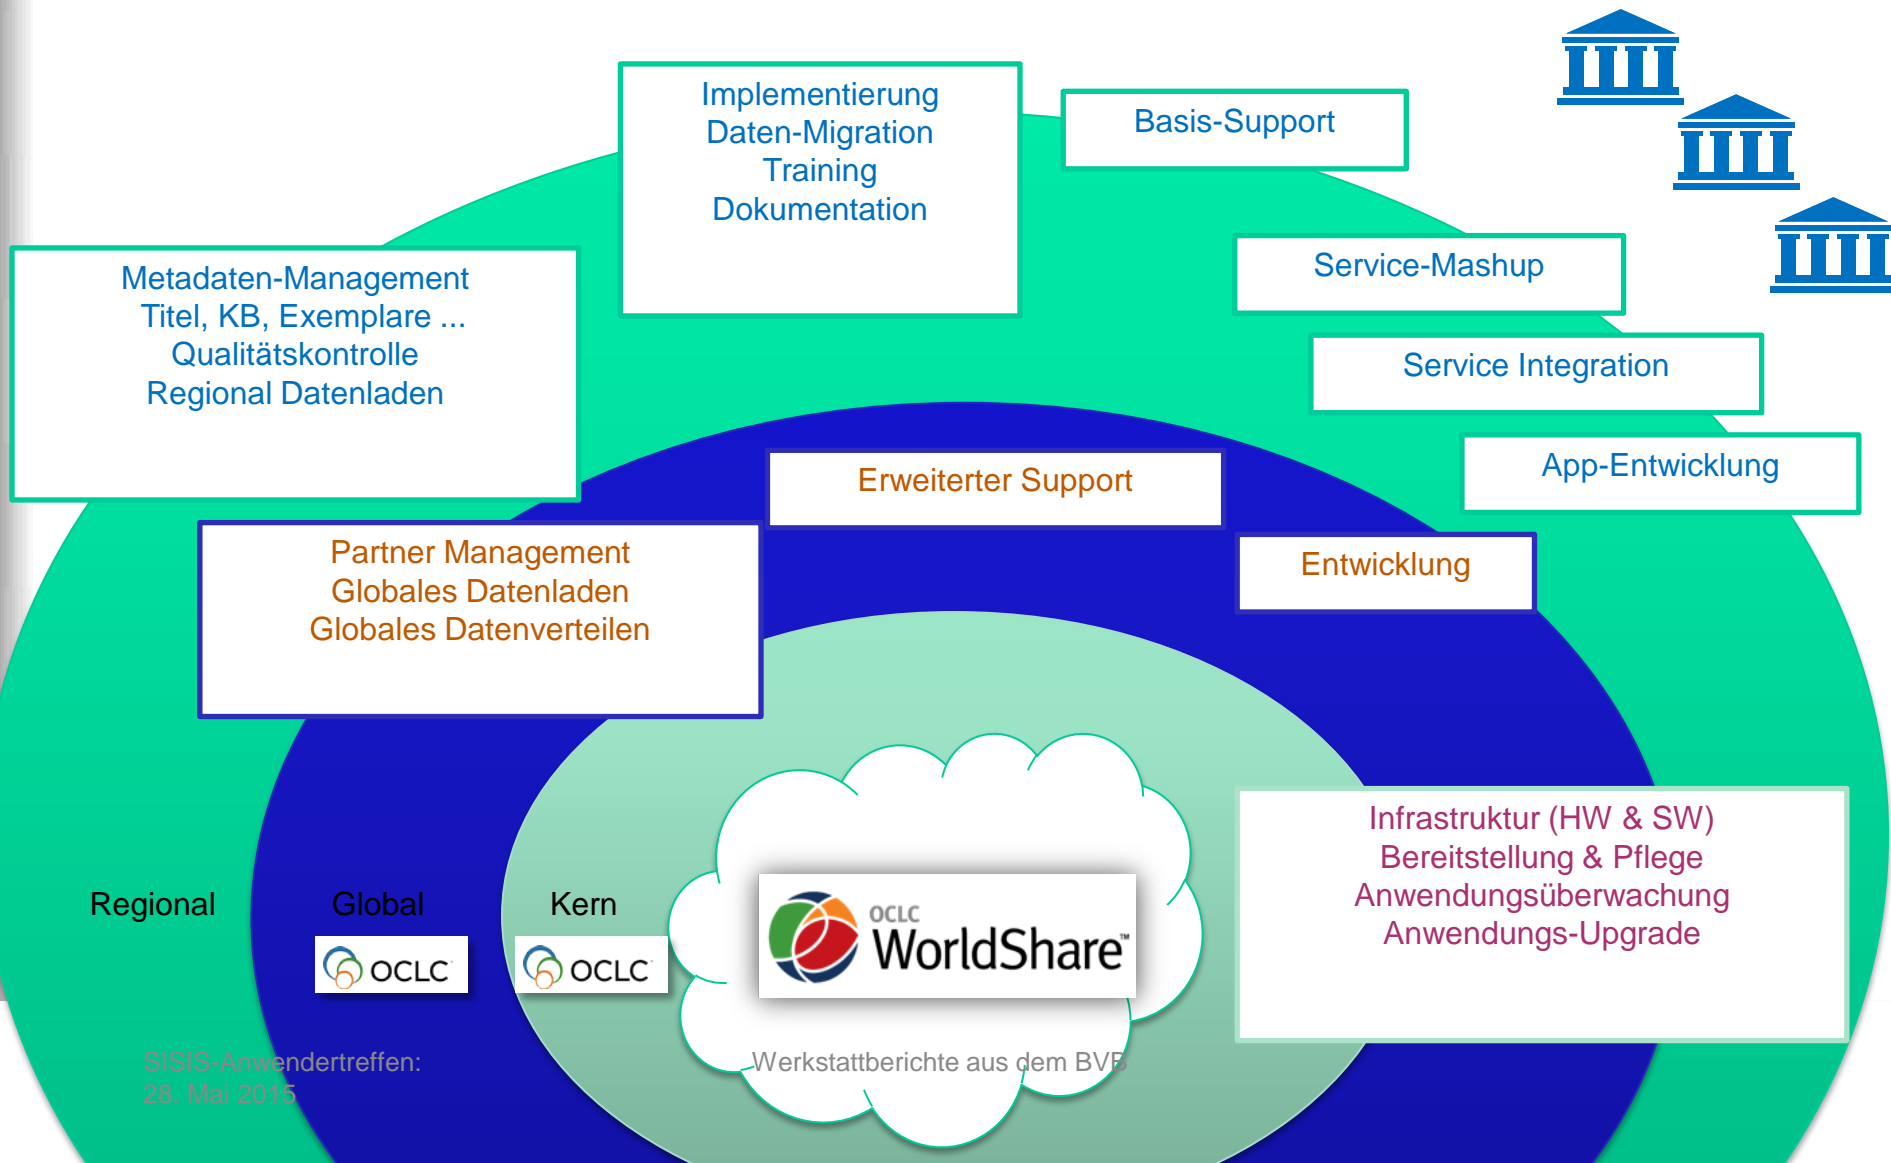 Implementierung
Daten-Migration
Training
Dokumentation
Basis-Support
Metadaten-Management
Titel, KB, Exemplare ...
Qualitätskontrolle
Regional Datenladen
Service-Mashup
Service Integration
App-Entwicklung
Erweiterter Support
Partner Management
Globales Datenladen
Globales Datenverteilen
Entwicklung
Infrastruktur (HW & SW)
Bereitstellung & Pflege
Anwendungsüberwachung
Anwendungs-Upgrade
Regional
Global
Kern
OCLC
OCLC
OCLC
WorldShare™
SISIS-Anwendertreffen:
28. Mai 2015
Werkstattberichte aus dem BVB